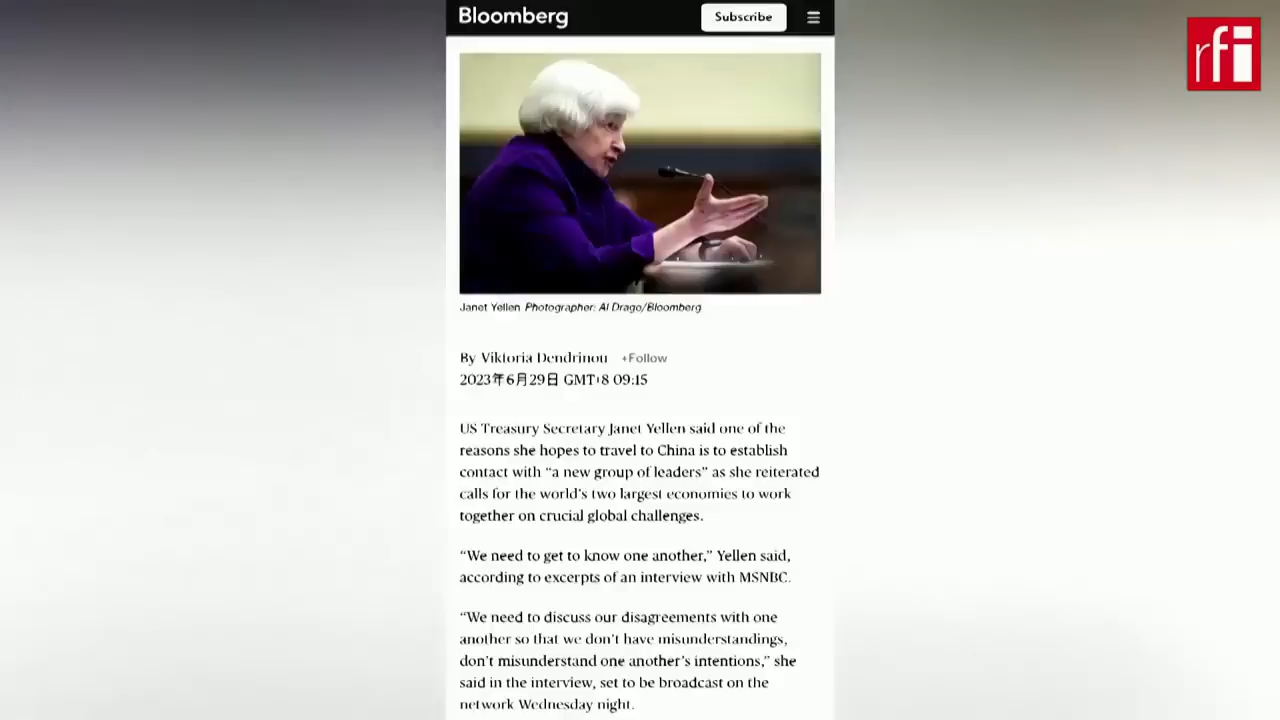 Bloomberg
Subscribe
rfi
Janet Yellen Photographer: Al Drago/Bloomberg
By Viktoria Dendrinou +Follow
2023年6月29日 GMT+8 09:15
US Treasury Secretary Janet Yellen said one of the
reasons she hopes to travel to China is to establish
contact with “a new group of leaders” as she reiterated
calls for the world’s two largest economies to work
together on crucial global challenges.
“We need to get to know one another,” Yellen said,
according to excerpts of an interview with MSNBC.
“We need to discuss our disagreements with one
another so that we don’t have misunderstandings,
don’t misunderstand one another’s intentions,” she
said in the interview, set to be broadcast on the
network Wednesday night.